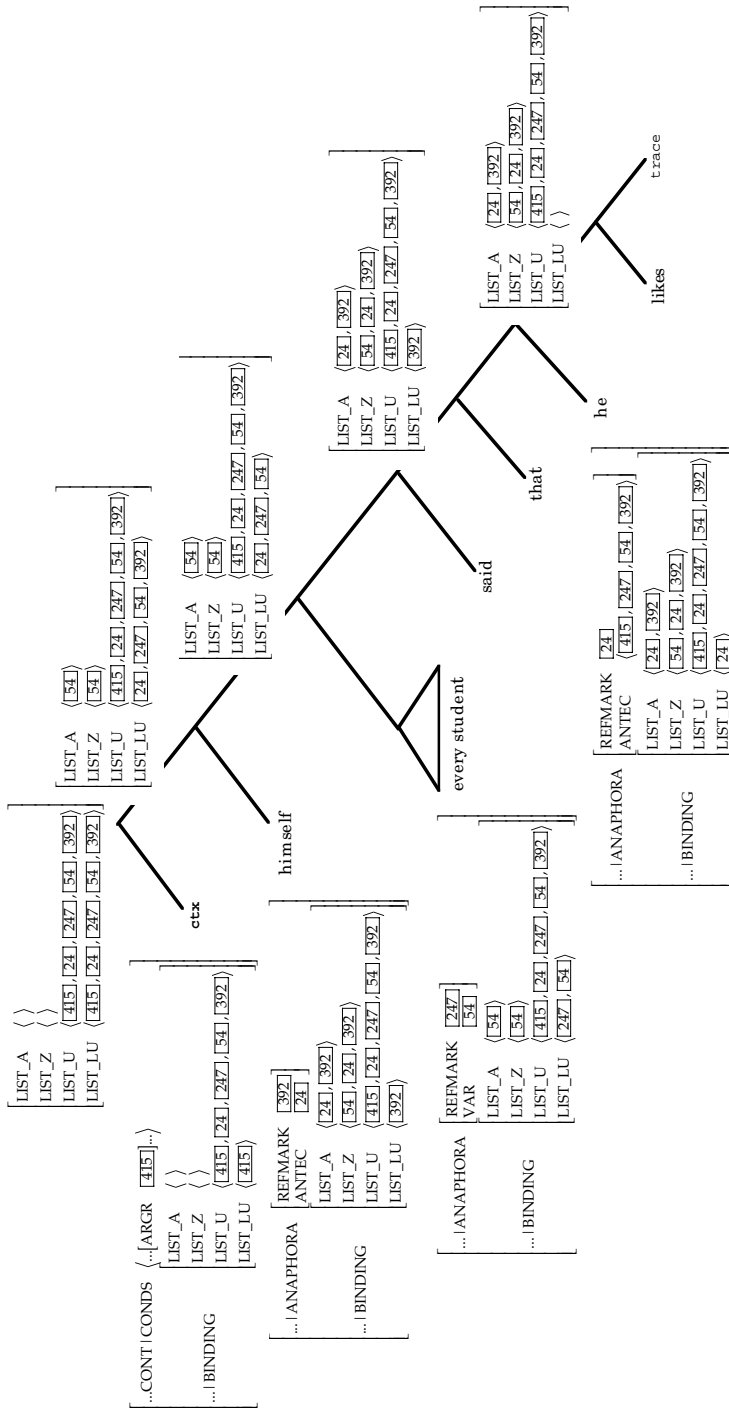 LIST_A ⟨⟩
LIST_Z ⟨⟩
LIST_U ⟨415, 24, 247, 54, 392⟩
LIST_LU ⟨415, 24, 247, 54, 392⟩
LIST_A ⟨54⟩
LIST_Z ⟨54⟩
LIST_U ⟨415, 24, 247, 54, 392⟩
LIST_LU ⟨24, 247, 54, 392⟩
ctx
...CONT|CONDS ⟨...[ARGR 415]...⟩
...|BINDING
LIST_A ⟨⟩
LIST_Z ⟨⟩
LIST_U ⟨415, 24, 247, 54, 392⟩
LIST_LU ⟨415⟩
LIST_A ⟨54⟩
LIST_Z ⟨54⟩
LIST_U ⟨415, 24, 247, 54, 392⟩
LIST_LU ⟨24, 247, 54⟩
himself
...|ANAPHORA
REFMARK 392
ANTEC 24
...|BINDING
LIST_A ⟨24, 392⟩
LIST_Z ⟨54, 24, 392⟩
LIST_U ⟨415, 24, 247, 54, 392⟩
LIST_LU ⟨392⟩
LIST_A ⟨24, 392⟩
LIST_Z ⟨54, 24, 392⟩
LIST_U ⟨415, 24, 247, 54, 392⟩
LIST_LU ⟨392⟩
every student
said
...|ANAPHORA
REFMARK 247
VAR 54
...|BINDING
LIST_A ⟨54⟩
LIST_Z ⟨54⟩
LIST_U ⟨415, 24, 247, 54, 392⟩
LIST_LU ⟨247, 54⟩
LIST_A ⟨24, 392⟩
LIST_Z ⟨54, 24, 392⟩
LIST_U ⟨415, 24, 247, 54, 392⟩
LIST_LU ⟨⟩
that
he
likes
trace
...|ANAPHORA
REFMARK 24
ANTEC ⟨415, 247, 54, 392⟩
...|BINDING
LIST_A ⟨24, 392⟩
LIST_Z ⟨54, 24, 392⟩
LIST_U ⟨415, 24, 247, 54, 392⟩
LIST_LU ⟨24⟩